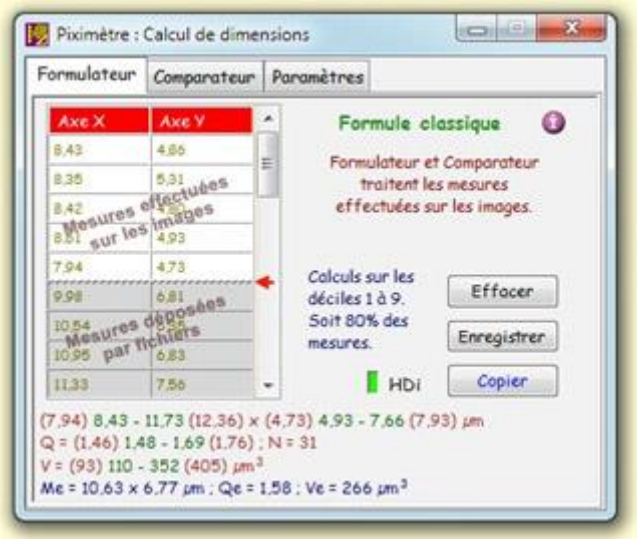 Piximètre : Calcul de dimensions
Formulateur Comparateur Paramètres
Axe X Axe Y
8,43 4,86
8,35 5,31
8,42
8,51 4,93
7,94 4,73
Mesures effectuées
sur les images
9,98 6,81
10,54
10,95 6,83
11,33 7,56
Mesures déposées
par fichiers
Formule classique
Formulateur et Comparateur
traitent les mesures
effectuées sur les images.
Calculs sur les
déciles 1 à 9.
Soit 80% des
mesures.
Effacer
Enregistrer
HDi Copier
(7,94) 8,43 - 11,73 (12,36) x (4,73) 4,93 - 7,66 (7,93) µm
Q = (1,46) 1,48 - 1,69 (1,76) ; N = 31
V = (93) 110 - 352 (405) µm³
Me = 10,63 x 6,77 µm ; Qe = 1,58 ; Ve = 266 µm³